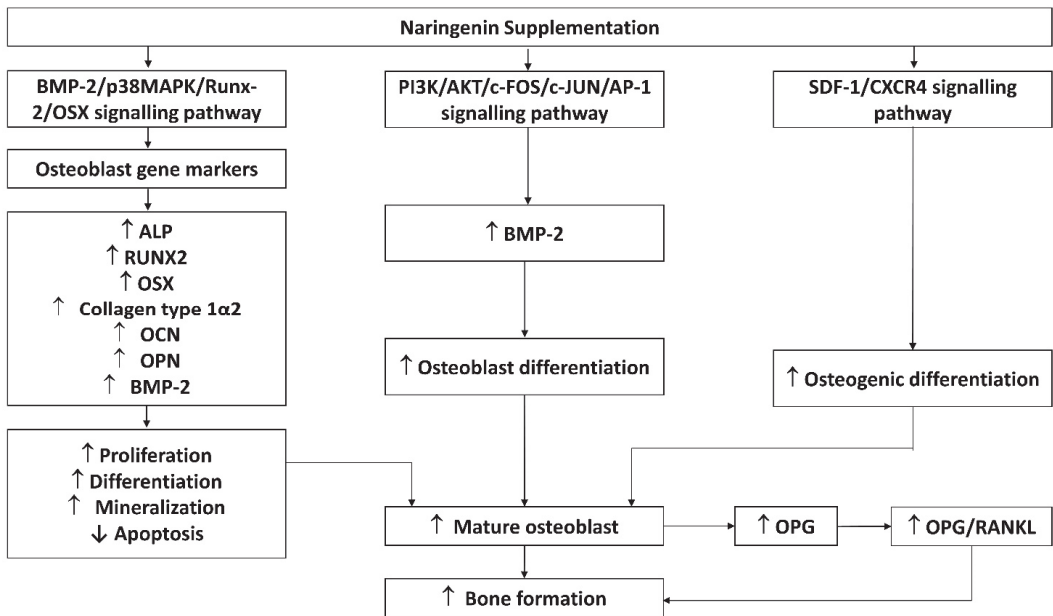 Naringenin Supplementation
BMP-2/p38MAPK/Runx-
2/OSX signalling pathway
PI3K/AKT/c-FOS/c-JUN/AP-1
signalling pathway
SDF-1/CXCR4 signalling
pathway
Osteoblast gene markers
↑ ALP
↑ RUNX2
↑ OSX
↑ Collagen type 1α2
↑ OCN
↑ OPN
↑ BMP-2
↑ BMP-2
↑ Osteoblast differentiation
↑ Osteogenic differentiation
↑ Proliferation
↑ Differentiation
↑ Mineralization
↓ Apoptosis
↑ Mature osteoblast
↑ OPG
↑ OPG/RANKL
↑ Bone formation